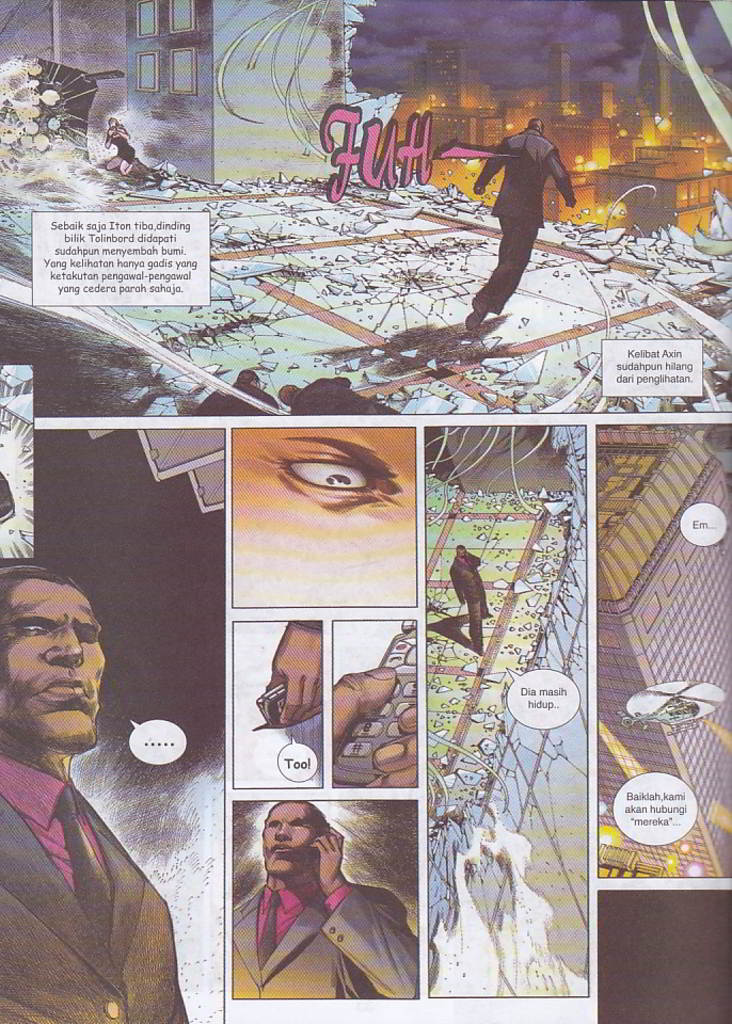 FUH
Sebaik saja Iton tiba,dinding
bilik Tolinbord didapati
sudahpun menyembah bumi.
Yang kelihatan hanya gadis yang
ketakutan pengawal-pengawal
yang cedera parah sahaja.
Kelibat Axin
sudahpun hilang
dari penglihatan.
.....
Too!
Dia masih
hidup..
Em...
Baiklah,kami
akan hubungi
"mereka"...